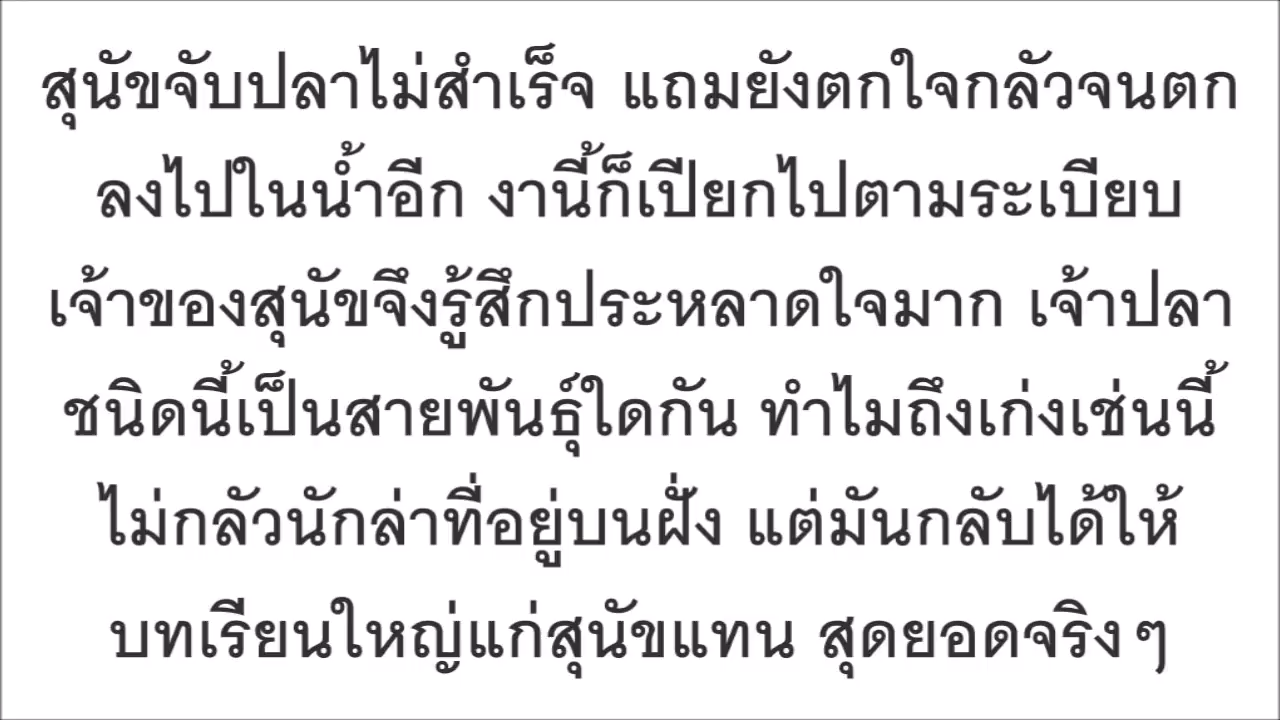 สุนัขจับปลาไม่สำเร็จ แถมยังตกใจกลัวจนตก
ลงไปในน้ำอีก งานี้ก็เปียกไปตามระเบียบ
เจ้าของสุนัขจึงรู้สึกประหลาดใจมาก เจ้าปลา
ชนิดนี้เป็นสายพันธุ์ใดกัน ทำไมถึงเก่งเช่นนี้
ไม่กลัวนักล่าที่อยู่บนฝั่ง แต่มันกลับได้ให้
บทเรียนใหญ่แก่สุนัขแทน สุดยอดจริงๆ